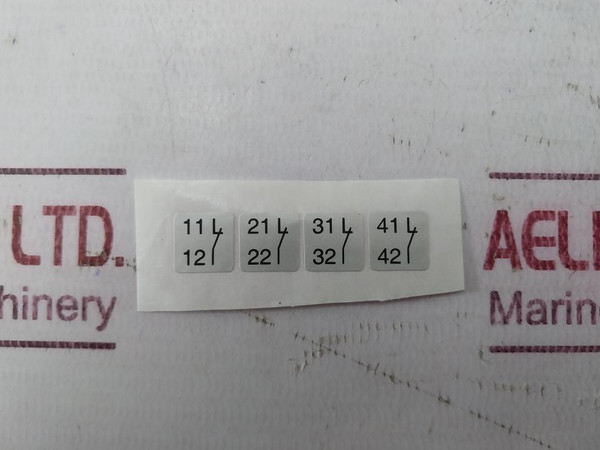 LTD.
hinery
11 21 31 41
12 22 32 42
AEL
Marin